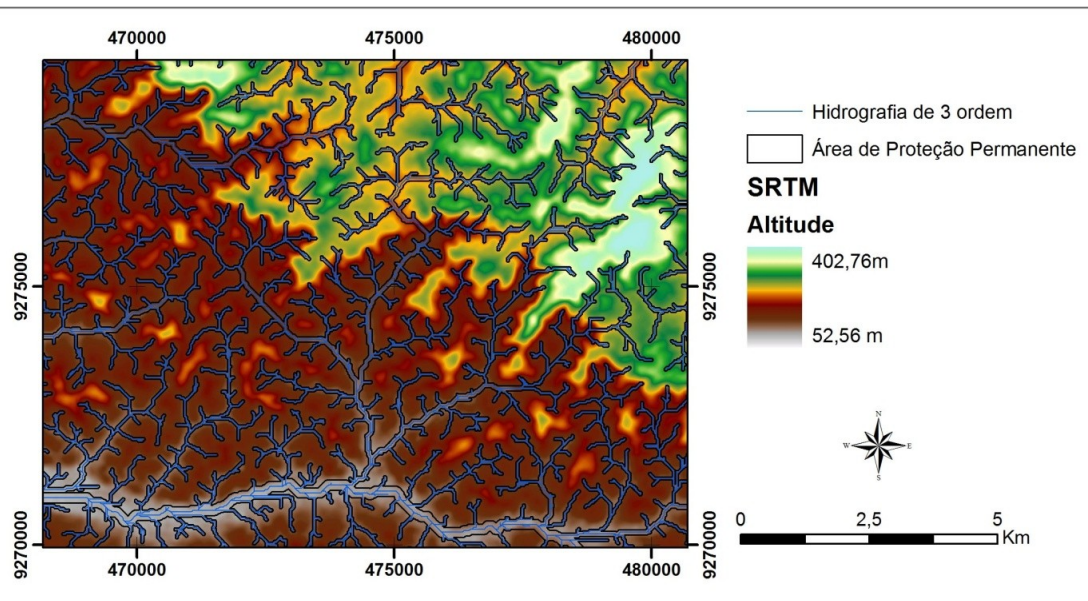 470000 475000 480000
9275000
9270000
470000 475000 480000
9275000
9270000
Hidrografia de 3 ordem
Área de Proteção Permanente
SRTM
Altitude
402,76m
52,56 m
N
W E
S
0 2,5 5
Km